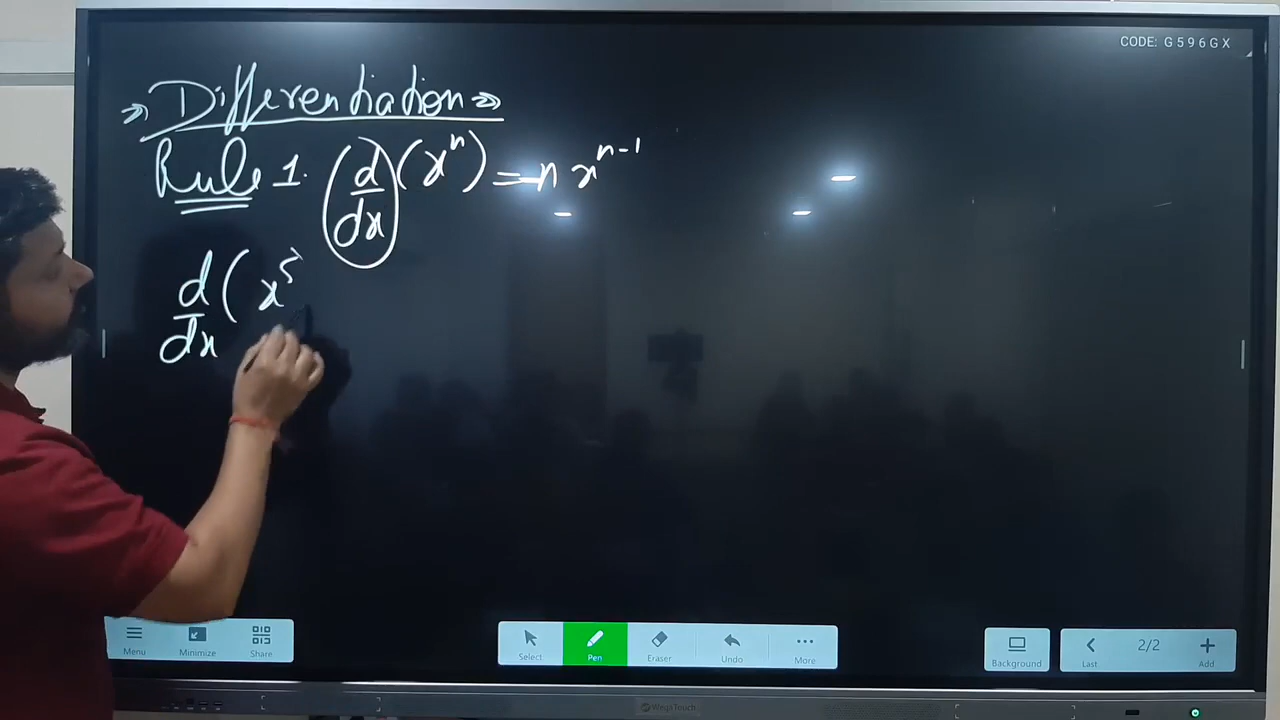 CODE: G596GX
→ Differentiation →
Rule 1. (d/dx) (x^n) = n x^{n-1}
d/dx ( x^5
Menu Minimize Share Select Pen Eraser Undo More Background Last 2/2 Add
WegaTouch